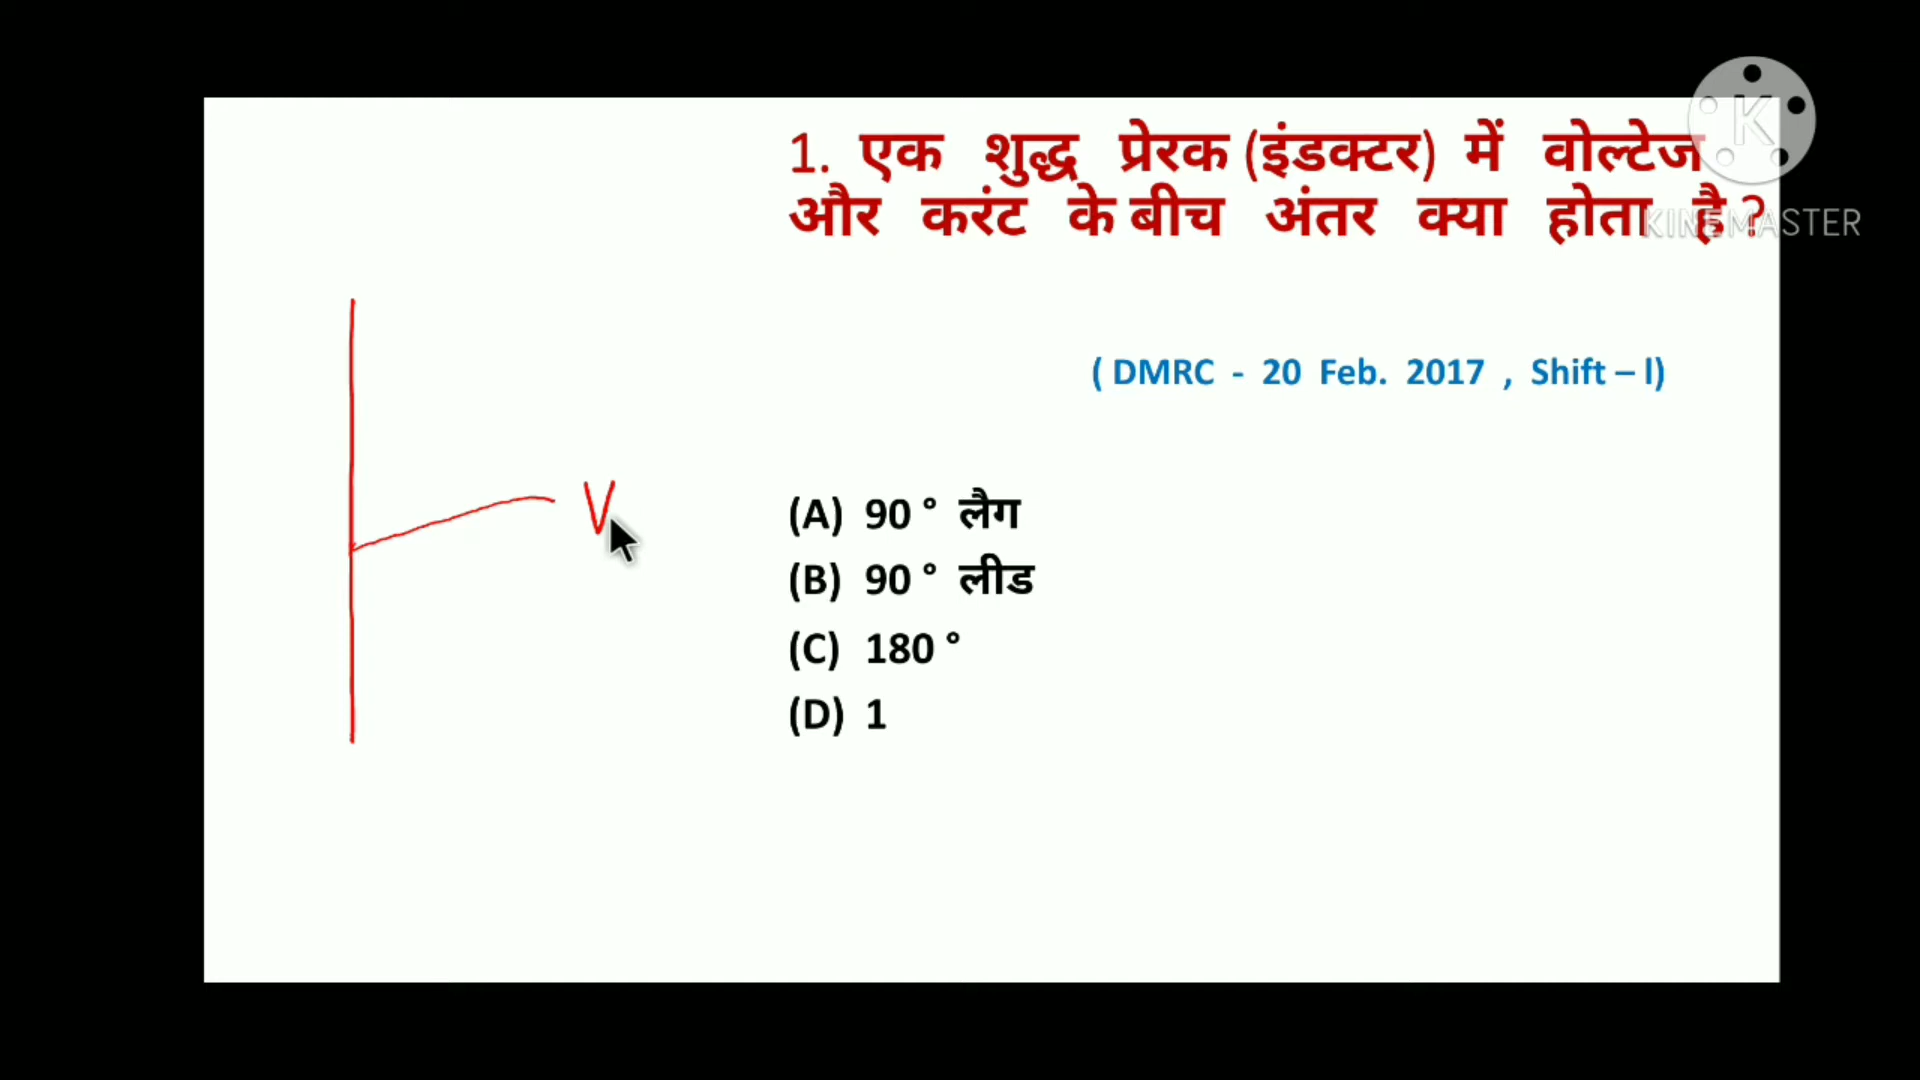 1. एक शुद्ध प्रेरक (इंडक्टर) में वोल्टेज
और करंट के बीच अंतर क्या होता है ?
KINEMASTER
( DMRC - 20 Feb. 2017 , Shift – l)
V
(A) 90 ° लैग
(B) 90 ° लीड
(C) 180 °
(D) 1